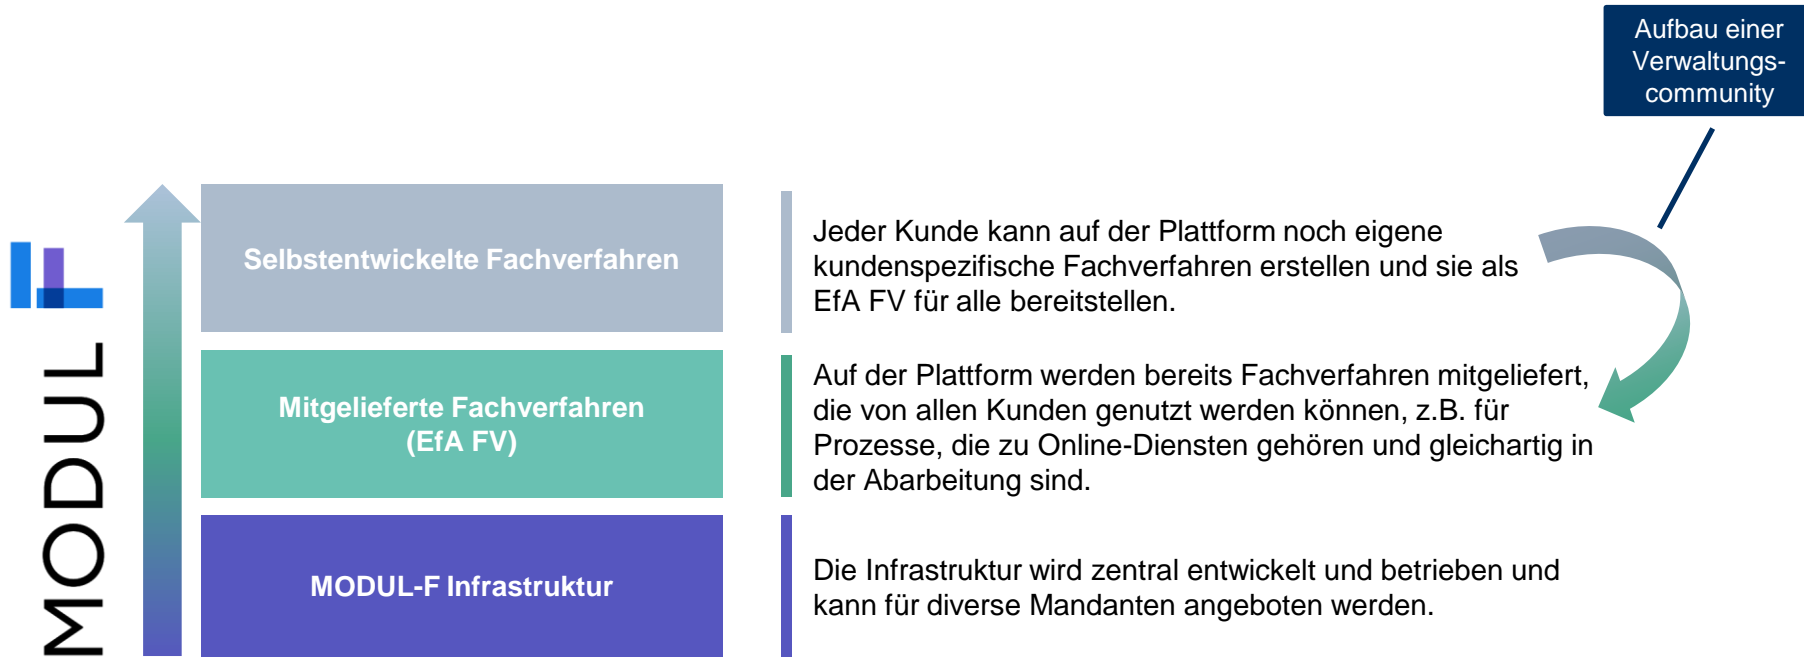 Aufbau einer
Verwaltungs-
community
MODUL F
Selbstentwickelte Fachverfahren
Jeder Kunde kann auf der Plattform noch eigene
kundenspezifische Fachverfahren erstellen und sie als
EfA FV für alle bereitstellen.
Mitgelieferte Fachverfahren
(EfA FV)
Auf der Plattform werden bereits Fachverfahren mitgeliefert,
die von allen Kunden genutzt werden können, z.B. für
Prozesse, die zu Online-Diensten gehören und gleichartig in
der Abarbeitung sind.
MODUL-F Infrastruktur
Die Infrastruktur wird zentral entwickelt und betrieben und
kann für diverse Mandanten angeboten werden.